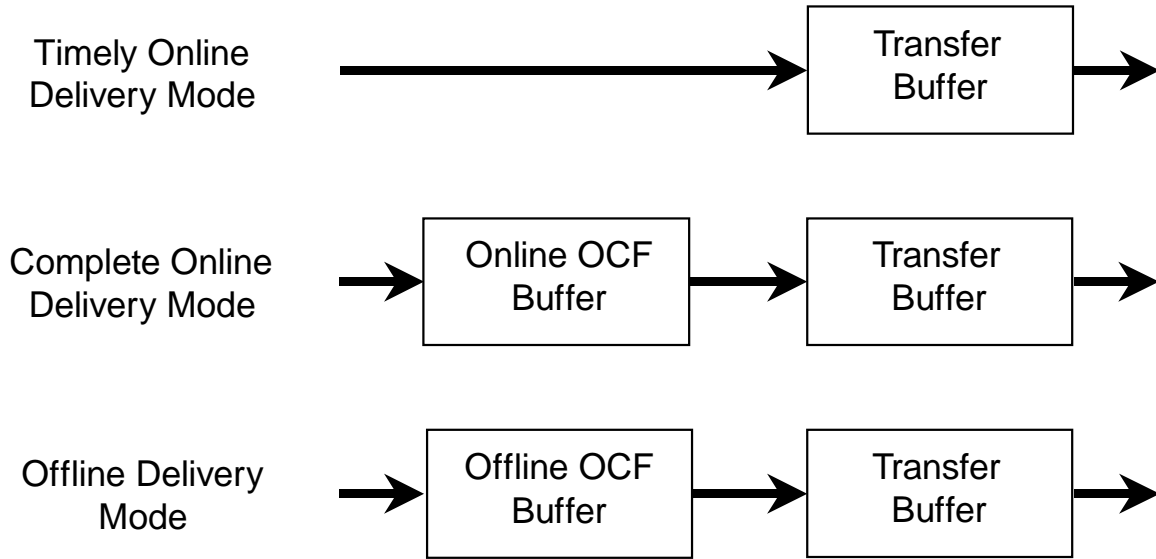 Timely Online
Delivery Mode
Transfer
Buffer
Complete Online
Delivery Mode
Online OCF
Buffer
Transfer
Buffer
Offline Delivery
Mode
Offline OCF
Buffer
Transfer
Buffer